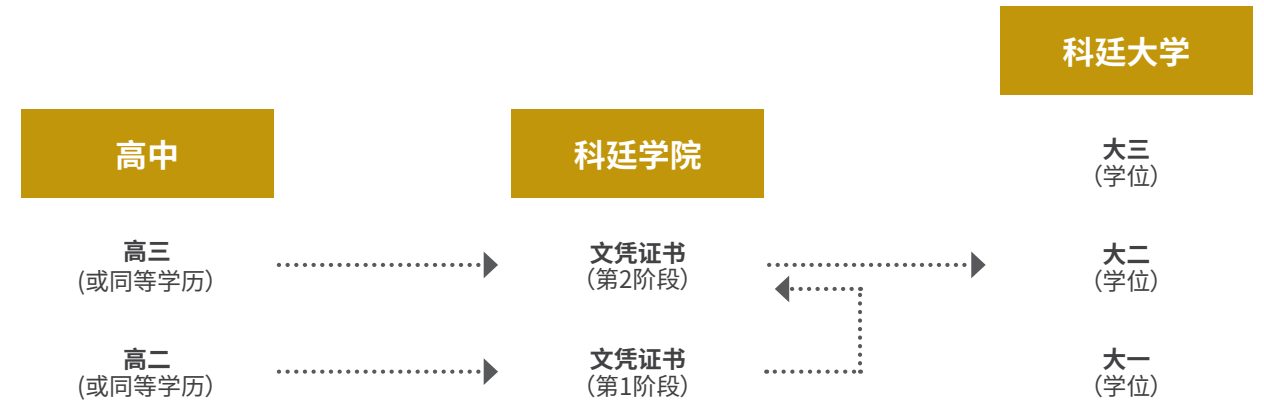 科廷大学
高中
科廷学院
大三
（学位）
高三
(或同等学历）
文凭证书
（第2阶段）
大二
（学位）
高二
(或同等学历）
文凭证书
（第1阶段）
大一
（学位）